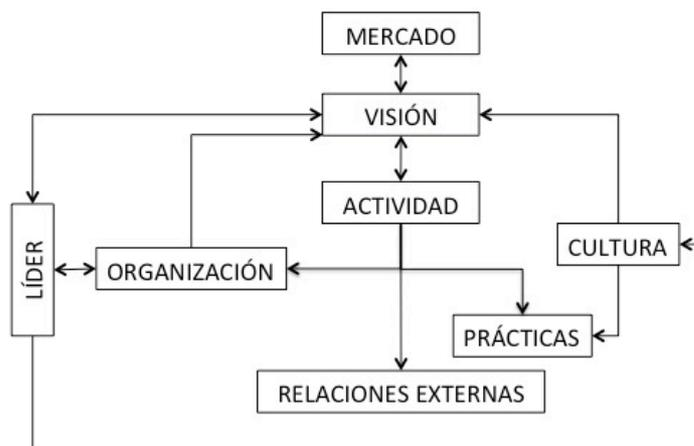 MERCADO
VISIÓN
ACTIVIDAD
LÍDER
ORGANIZACIÓN
CULTURA
PRÁCTICAS
RELACIONES EXTERNAS